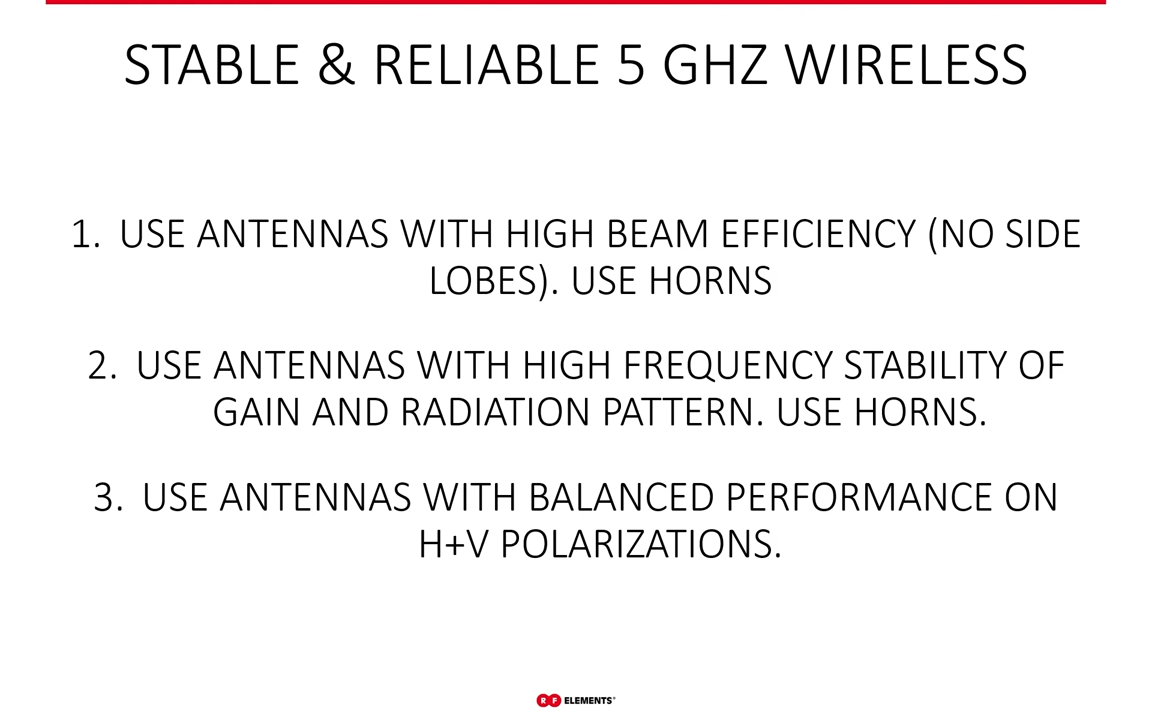 STABLE & RELIABLE 5 GHZ WIRELESS
1. USE ANTENNAS WITH HIGH BEAM EFFICIENCY (NO SIDE
LOBES). USE HORNS
2. USE ANTENNAS WITH HIGH FREQUENCY STABILITY OF
GAIN AND RADIATION PATTERN. USE HORNS.
3. USE ANTENNAS WITH BALANCED PERFORMANCE ON
H+V POLARIZATIONS.
RF ELEMENTS®